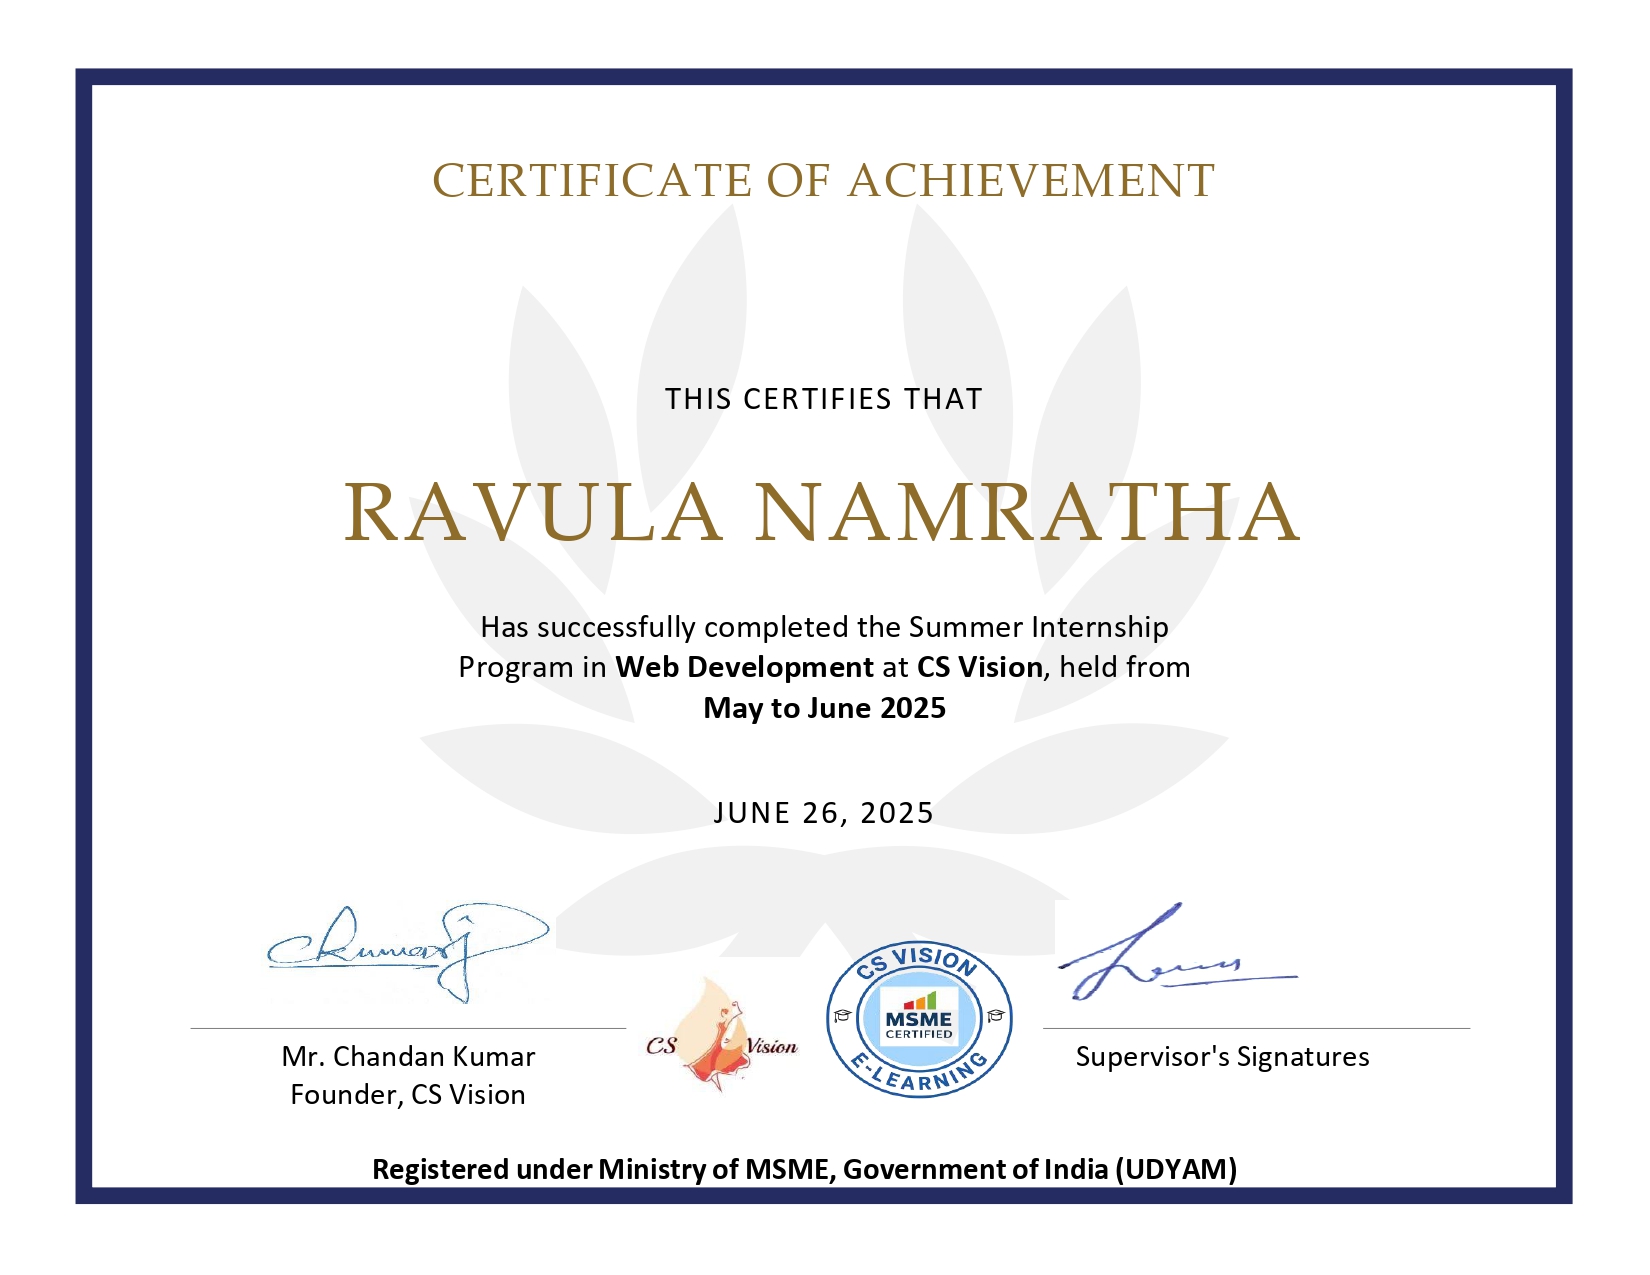 CERTIFICATE OF ACHIEVEMENT
THIS CERTIFIES THAT
RAVULA NAMRATHA
Has successfully completed the Summer Internship
Program in Web Development at CS Vision, held from
May to June 2025
JUNE 26, 2025
CKumar
CS Vision
CS VISION
MSME
CERTIFIED
E-LEARNING
Mr. Chandan Kumar
Founder, CS Vision
Supervisor's Signatures
Registered under Ministry of MSME, Government of India (UDYAM)